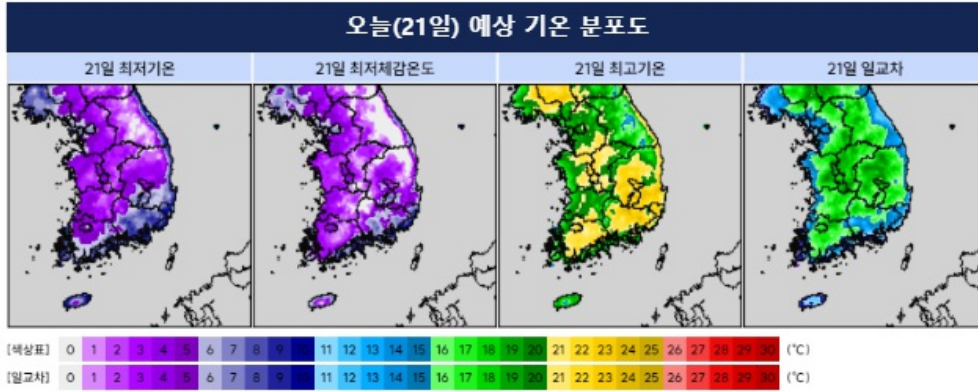 오늘(21일) 예상 기온 분포도
21일 최저기온 21일 최저체감온도 21일 최고기온 21일 일교차
[색상표] 0 1 2 3 4 5 6 7 8 9 10 11 12 13 14 15 16 17 18 19 20 21 22 23 24 25 26 27 28 29 30 (℃)
[일교차] 0 1 2 3 4 5 6 7 8 9 10 11 12 13 14 15 16 17 18 19 20 21 22 23 24 25 26 27 28 29 30 (℃)